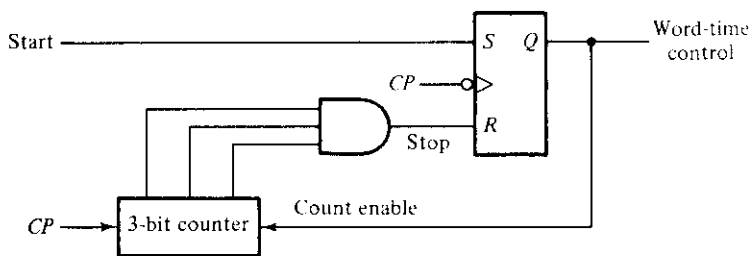 Start
S Q
Word-time
control
CP
R
Stop
CP
3-bit counter
Count enable